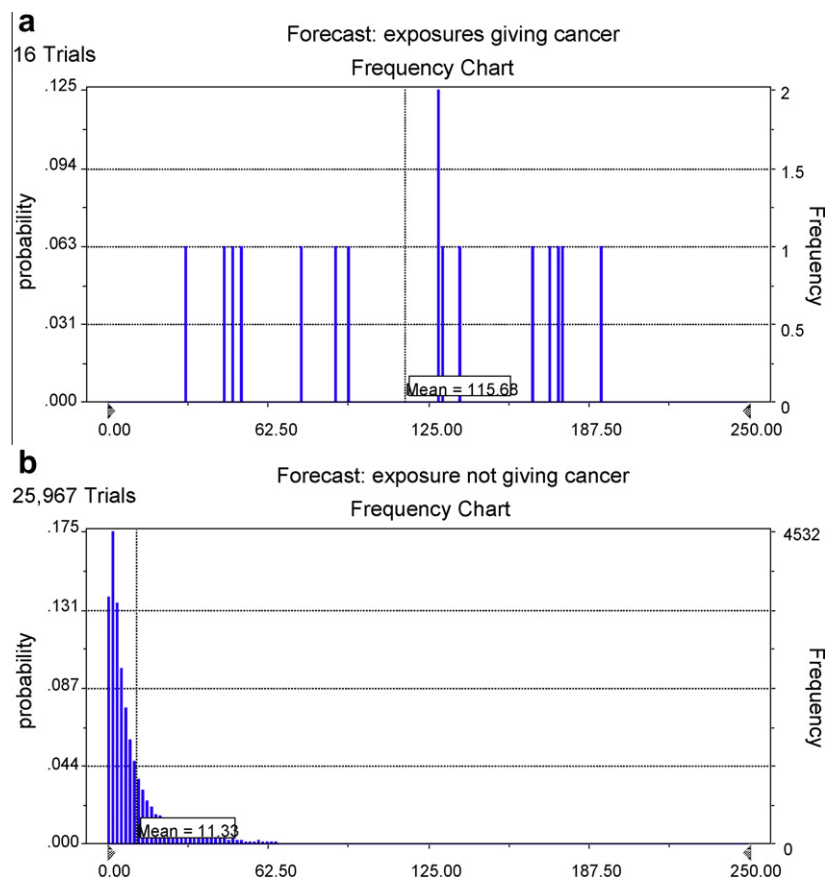 a
Forecast: exposures giving cancer
16 Trials
Frequency Chart
.125
.094
.063
.031
.000
probability
2
1.5
1
0.5
0
Frequency
Mean = 115.68
0.00 62.50 125.00 187.50 250.00
b
Forecast: exposure not giving cancer
25,967 Trials
Frequency Chart
.175
.131
.087
.044
.000
probability
4532
0
Frequency
Mean = 11.33
0.00 62.50 125.00 187.50 250.00